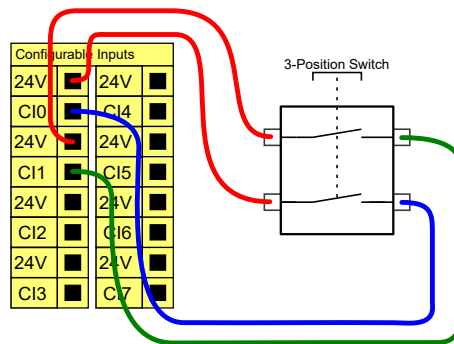 Configurable Inputs
3-Position Switch
24V 24V
CI0 CI4
24V 24V
CI1 CI5
24V 24V
CI2 CI6
24V 24V
CI3 CI7